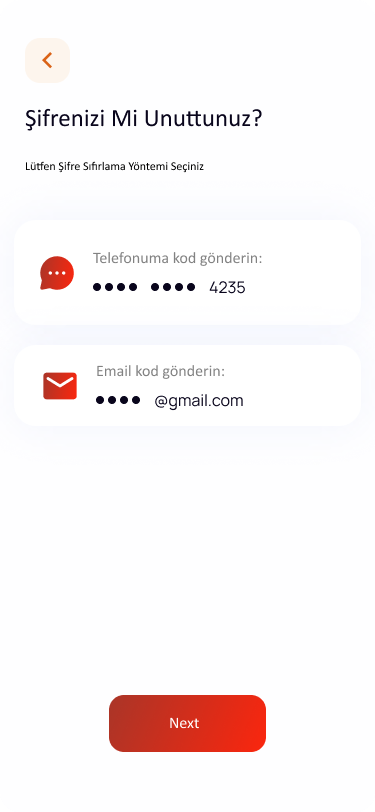 Şifrenizi Mi Unuttunuz?
Lütfen Şifre Sıfırlama Yöntemi Seçiniz
Telefonuma kod gönderin:
●●●● ●●●● 4235
Email kod gönderin:
●●●● @gmail.com
Next